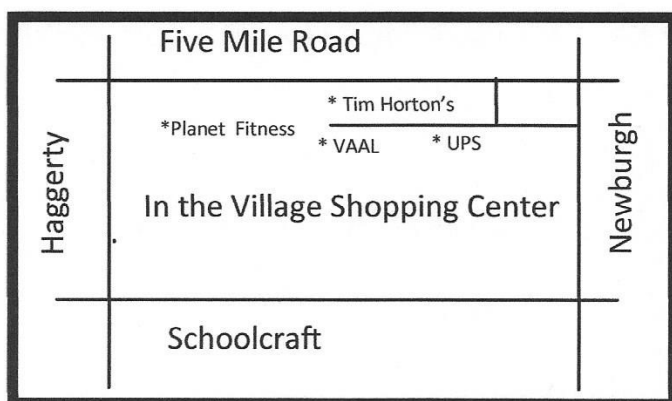 Five Mile Road
* Tim Horton's
*Planet Fitness
* VAAL
* UPS
Haggerty
In the Village Shopping Center
Newburgh
Schoolcraft